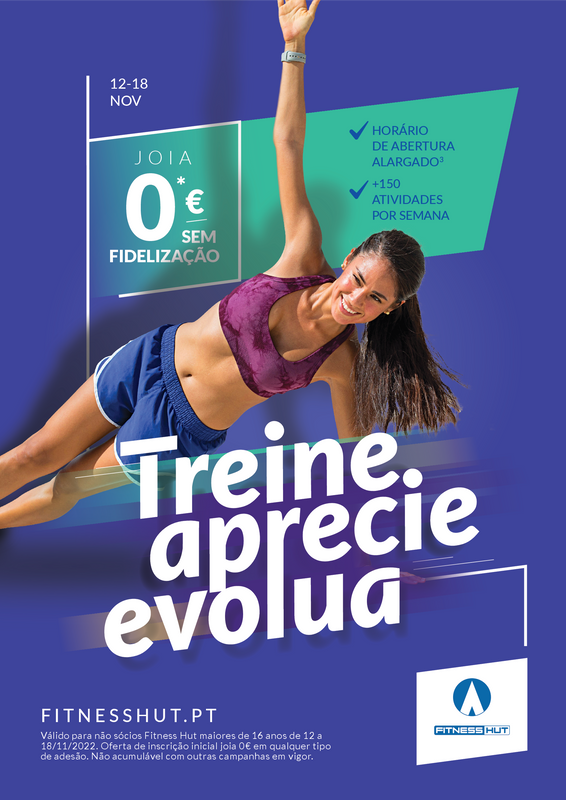 12-18
NOV
JOIA
0*€
SEM
FIDELIZAÇÃO
HORÁRIO
DE ABERTURA
ALARGADO³
+150
ATIVIDADES
POR SEMANA
Treine
aprecie
evolua
FITNESSHUT.PT
Válido para não sócios Fitness Hut maiores de 16 anos de 12 a
18/11/2022. Oferta de inscrição inicial joia 0€ em qualquer tipo
de adesão. Não acumulável com outras campanhas em vigor.
FITNESS HUT